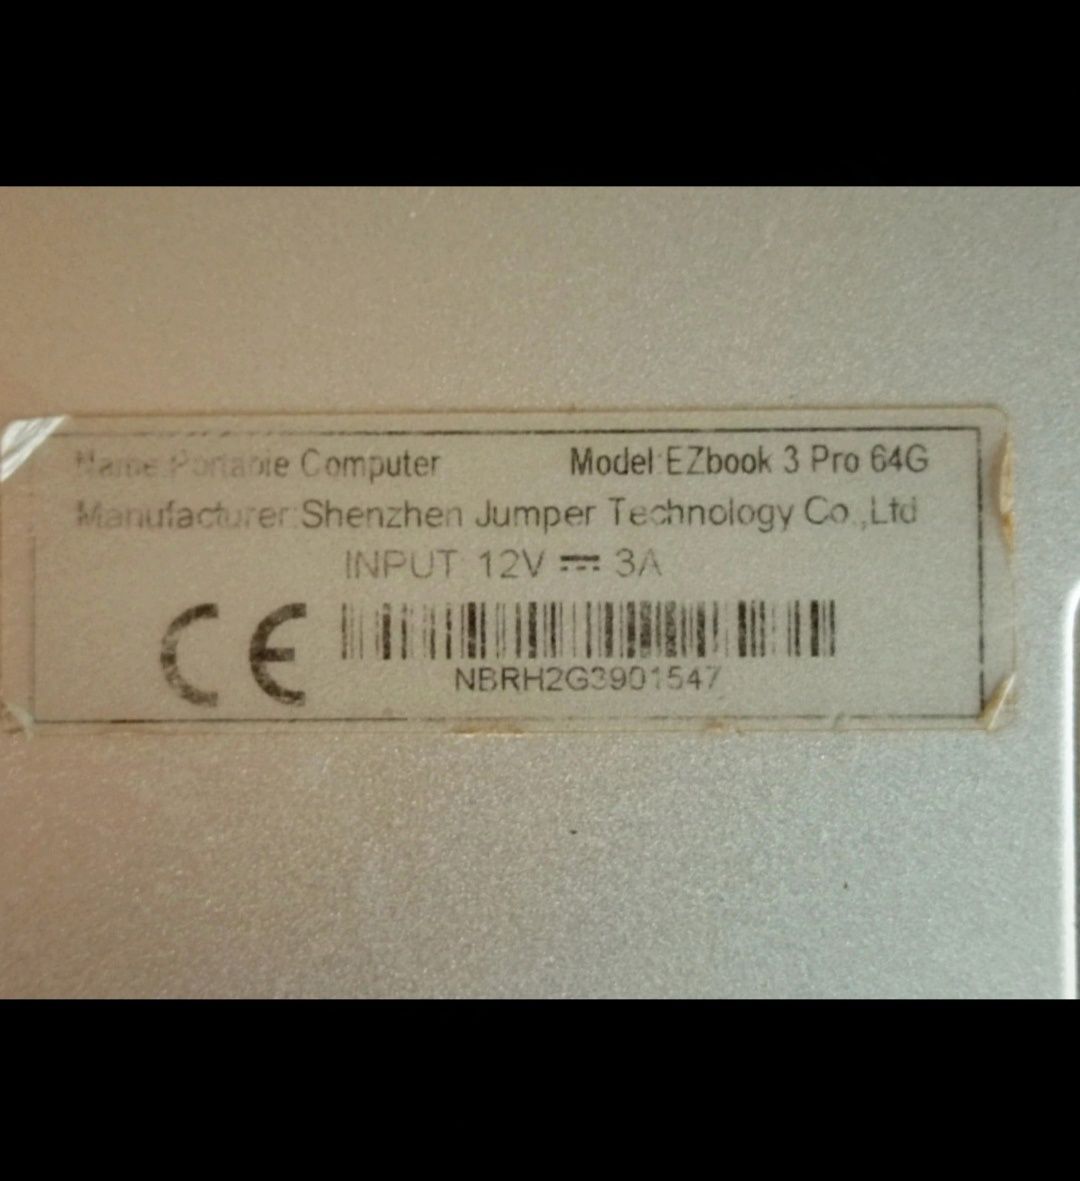 Name:Portable Computer Model:EZbook 3 Pro 64G
Manufacturer:Shenzhen Jumper Technology Co.,Ltd
INPUT: 12V ⎓ 3A
CE
NBRH2G3901547